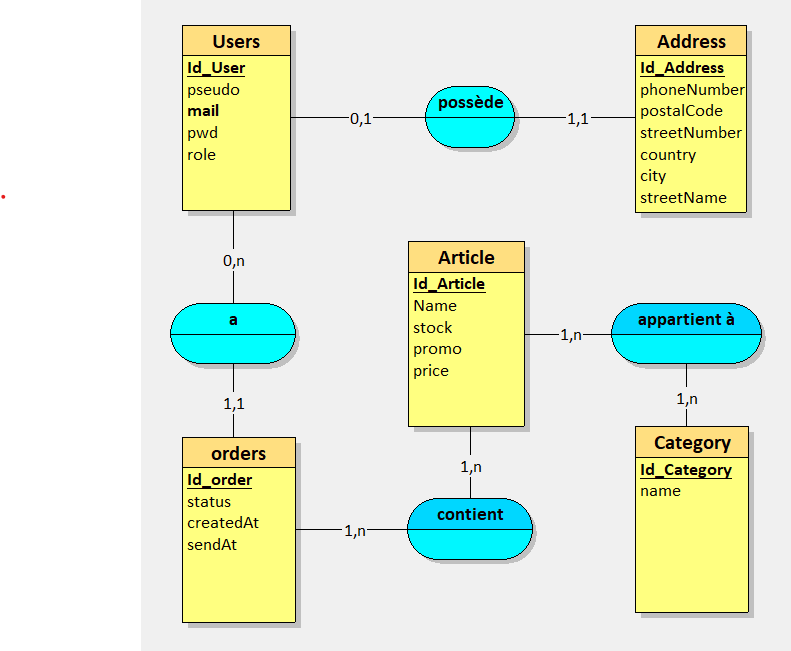 Users
Id_User
pseudo
mail
pwd
role
0,1
possède
1,1
Address
Id_Address
phoneNumber
postalCode
streetNumber
country
city
streetName
0,n
a
1,1
Article
Id_Article
Name
stock
promo
price
1,n
appartient à
1,n
orders
Id_order
status
createdAt
sendAt
1,n
contient
1,n
Category
Id_Category
name